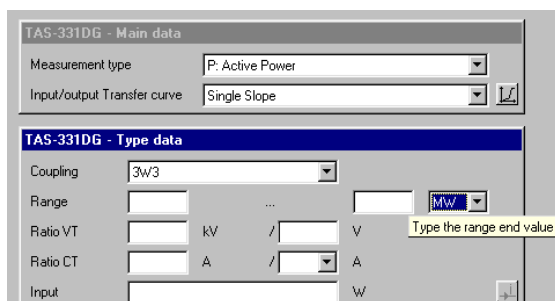 TAS-331DG - Main data
Measurement type P: Active Power
Input/output Transfer curve Single Slope
TAS-331DG - Type data
Coupling 3W3
Range ... MW
Type the range end value
Ratio VT kV / V
Ratio CT A / A
Input W